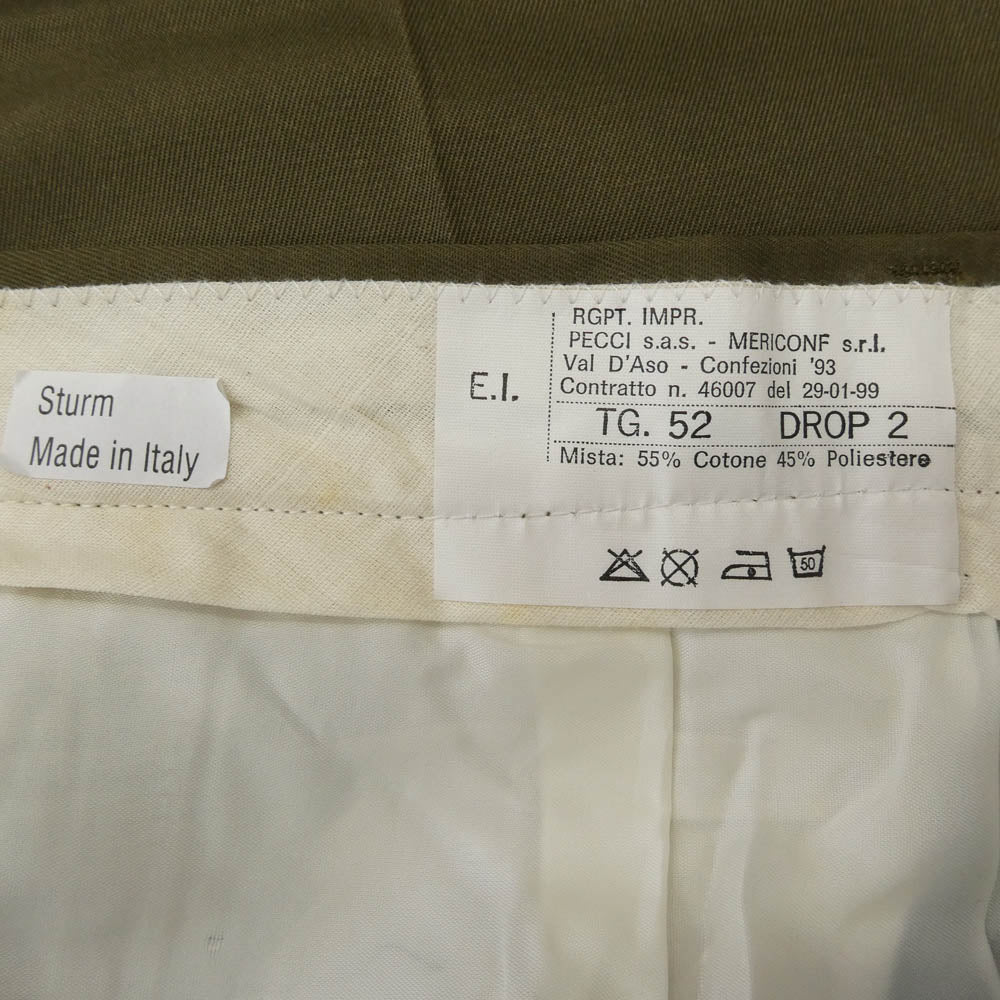 Sturm
Made in Italy
E.I.
RGPT. IMPR.
PECCI s.a.s. - MERICONF s.r.l.
Val D'Aso - Confezioni '93
Contratto n. 46007 del 29-01-99
TG. 52 DROP 2
Mista: 55% Cotone 45% Poliestere
50